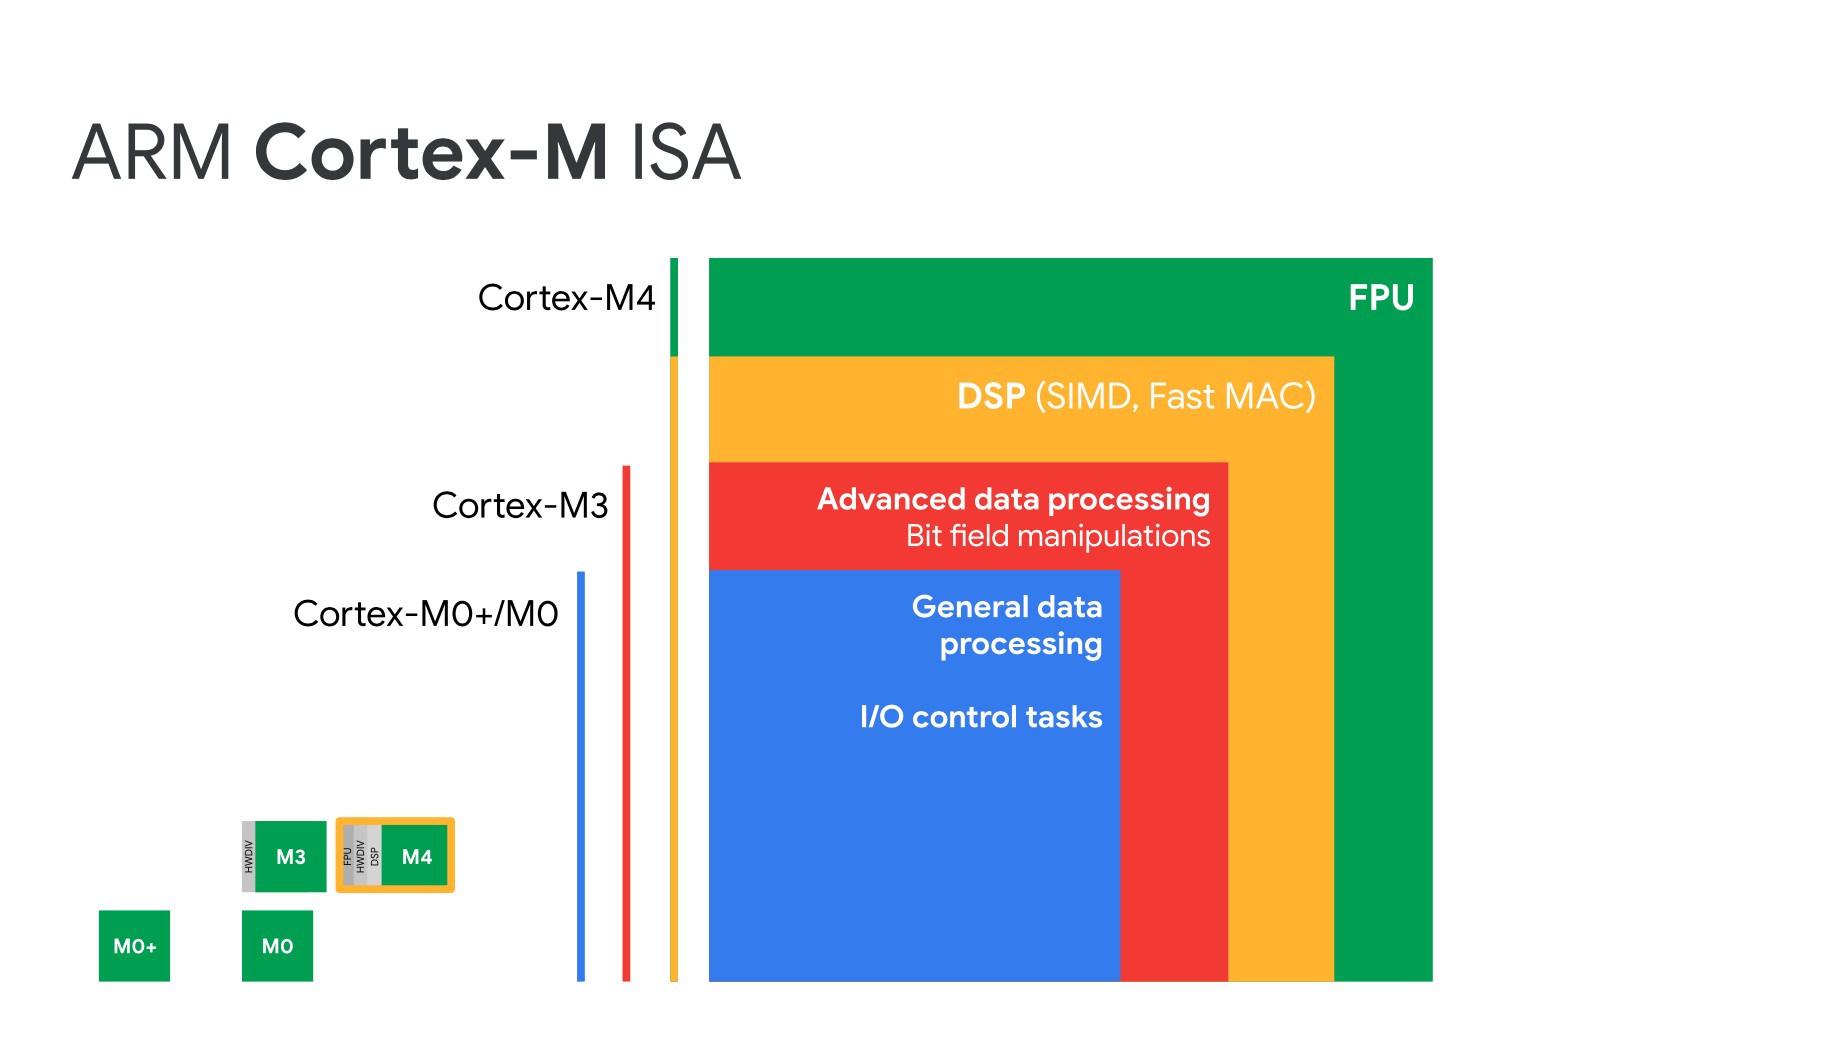 ARM Cortex-M ISA
Cortex-M4
FPU
DSP (SIMD, Fast MAC)
Cortex-M3
Advanced data processing
Bit field manipulations
Cortex-M0+/M0
General data
processing
I/O control tasks
HWDIV
M3
FPU
HWDIV
DSP
M4
M0+
M0